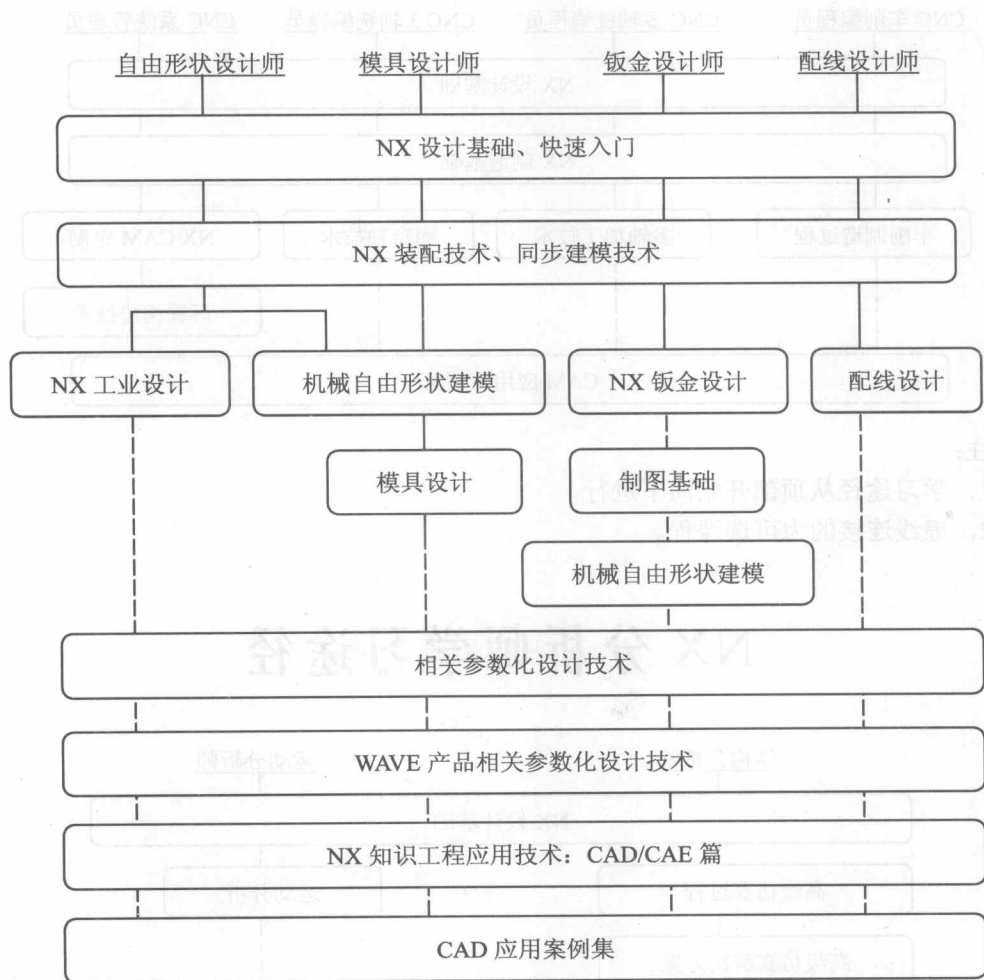 自由形状设计师 模具设计师 钣金设计师 配线设计师
NX 设计基础、快速入门
NX 装配技术、同步建模技术
NX 工业设计 机械自由形状建模 NX 钣金设计 配线设计
模具设计 制图基础
机械自由形状建模
相关参数化设计技术
WAVE 产品相关参数化设计技术
NX 知识工程应用技术：CAD/CAE 篇
CAD 应用案例集